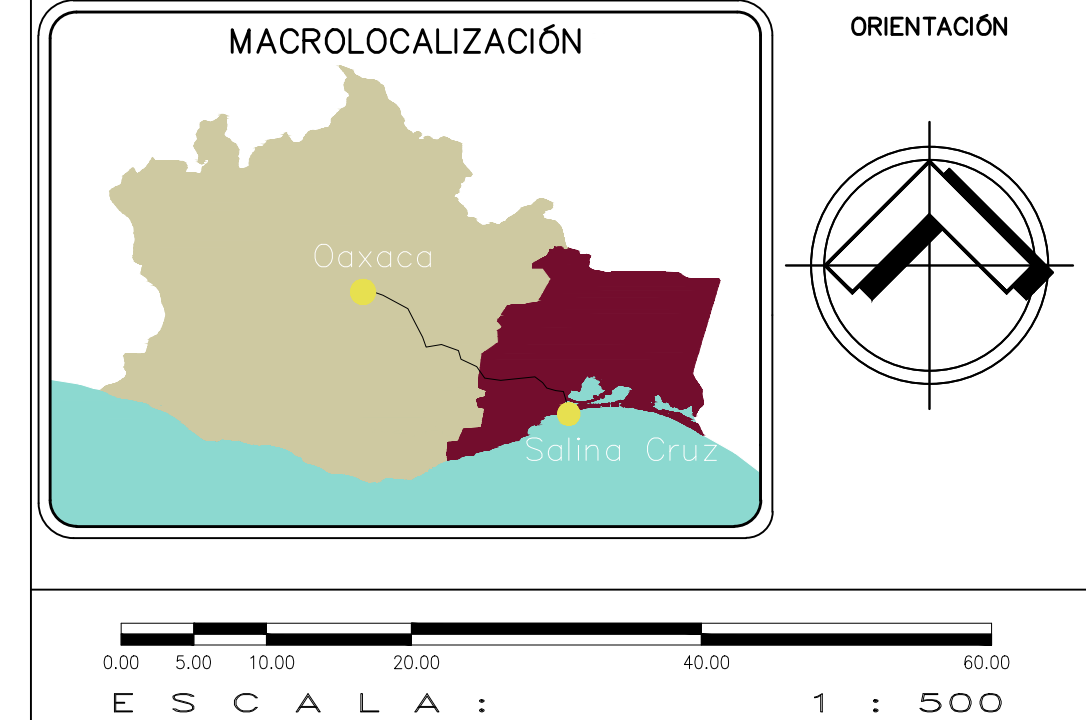 MACROLOCALIZACIÓN
ORIENTACIÓN
Oaxaca
Salina Cruz
0.00 5.00 10.00 20.00 40.00 60.00
ESCALA: 1 : 500